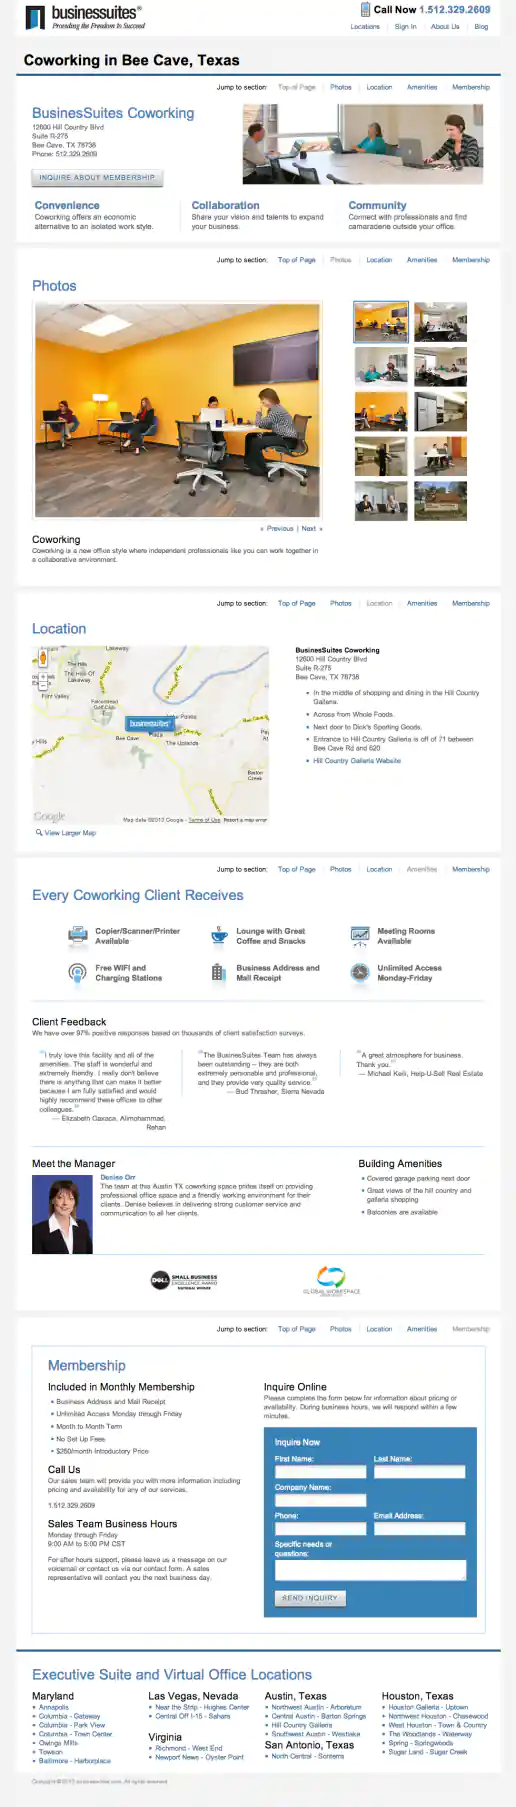 businessuites®
Providing the Freedom to Succeed
Call Now 1.512.329.2609
Locations Sign In About Us Blog
Coworking in Bee Cave, Texas
Jump to section: Top of Page Photos Location Amenities Membership
BusinesSuites Coworking
12600 Hill Country Blvd
Suite R-275
Bee Cave, TX 78738
Phone: 512.329.2609
INQUIRE ABOUT MEMBERSHIP
Convenience
Coworking offers an economic
alternative to an isolated work style.
Collaboration
Share your vision and talents to expand
your business.
Community
Connect with professionals and find
camaraderie outside your office.
Jump to section: Top of Page Photos Location Amenities Membership
Photos
« Previous | Next »
Coworking
Coworking is a new office style where independent professionals like you can work together in
a collaborative environment.
Jump to section: Top of Page Photos Location Amenities Membership
Location
Lakeway
The Hills
The Hills Of
Lakeway
Flint Valley
Falconhead
Golf Club
businessuites
Bee Cave
Plaza
The Uplands
Barton
Creek
Google
Map data ©2013 Google - Terms of Use Report a map error
View Larger Map
BusinesSuites Coworking
12600 Hill Country Blvd
Suite R-275
Bee Cave, TX 78738
• In the middle of shopping and dining in the Hill Country
Galleria.
• Across from Whole Foods.
• Next door to Dick's Sporting Goods.
• Entrance to Hill Country Galleria is off of 71 between
Bee Cave Rd and 620
• Hill Country Galleria Website
Jump to section: Top of Page Photos Location Amenities Membership
Every Coworking Client Receives
Copier/Scanner/Printer
Available
Lounge with Great
Coffee and Snacks
Meeting Rooms
Available
Free WIFI and
Charging Stations
Business Address and
Mail Receipt
Unlimited Access
Monday-Friday
Client Feedback
We have over 97% positive responses based on thousands of client satisfaction surveys.
"I truly love this facility and all of the
amenities. The staff is wonderful and
extremely friendly. I really don't believe
there is anything that can make it better
because I am fully satisfied and would
highly recommend these offices to other
colleagues."
— Elizabeth Oaxaca, Alimohammad,
Rehan
"The BusinesSuites Team has always
been outstanding – they are both
extremely personable and professional,
and they provide very quality service."
— Bud Thrasher, Sierra Nevada
"A great atmosphere for business.
Thank you."
— Michael Keili, Help-U-Sell Real Estate
Meet the Manager
Denise Orr
The team at this Austin TX coworking space prides itself on providing
professional office space and a friendly working environment for their
clients. Denise believes in delivering strong customer service and
communication to all her clients.
Building Amenities
• Covered garage parking next door
• Great views of the hill country and
galleria shopping
• Balconies are available
DELL SMALL BUSINESS
EXCELLENCE AWARD
NATIONAL WINNER
GLOBAL WORKSPACE
Jump to section: Top of Page Photos Location Amenities Membership
Membership
Included in Monthly Membership
• Business Address and Mail Receipt
• Unlimited Access Monday through Friday
• Month to Month Term
• No Set Up Fees
• $250/month Introductory Price
Call Us
Our sales team will provide you with more information including
pricing and availability for any of our services.
1.512.329.2609
Sales Team Business Hours
Monday through Friday
9:00 AM to 5:00 PM CST
For after hours support, please leave us a message on our
voicemail or contact us via our contact form. A sales
representative will contact you the next business day.
Inquire Online
Please complete the form below for information about pricing or
availability. During business hours, we will respond within a few
minutes.
Inquire Now
First Name:
Last Name:
Company Name:
Phone:
Email Address:
Specific needs or
questions:
SEND INQUIRY
Executive Suite and Virtual Office Locations
Maryland
• Annapolis
• Columbia - Gateway
• Columbia - Park View
• Columbia - Town Center
• Owings Mills
• Towson
• Baltimore - Harborplace
Las Vegas, Nevada
• Near the Strip - Hughes Center
• Central Off I-15 - Sahara
Virginia
• Richmond - West End
• Newport News - Oyster Point
Austin, Texas
• Northwest Austin - Arboretum
• Central Austin - Barton Springs
• Hill Country Galleria
• Southwest Austin - Westlake
San Antonio, Texas
• North Central - Sonterra
Houston, Texas
• Houston Galleria - Uptown
• Northwest Houston - Chasewood
• West Houston - Town & Country
• The Woodlands - Waterway
• Spring - Springwoods
• Sugar Land - Sugar Creek